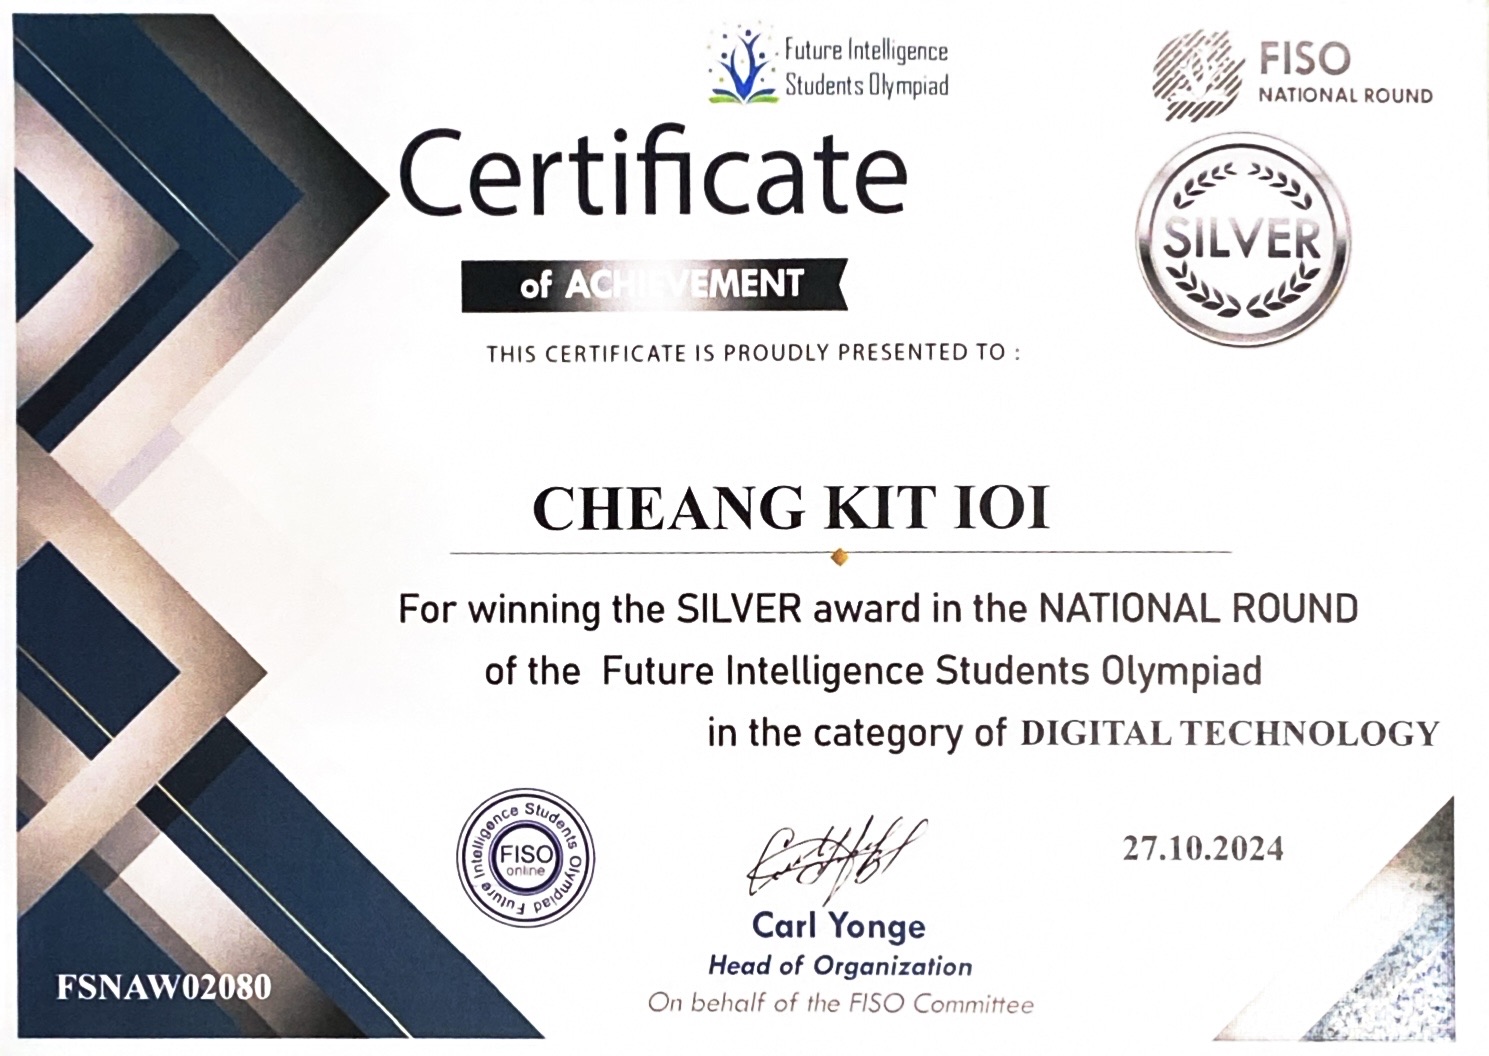 Future Intelligence
Students Olympiad
FISO
NATIONAL ROUND
Certificate
SILVER
of ACHIEVEMENT
THIS CERTIFICATE IS PROUDLY PRESENTED TO :
CHEANG KIT IOI
For winning the SILVER award in the NATIONAL ROUND
of the Future Intelligence Students Olympiad
in the category of DIGITAL TECHNOLOGY
Future Intelligence Students Olympiad
FISO
online
27.10.2024
Carl Yonge
Head of Organization
On behalf of the FISO Committee
FSNAW02080